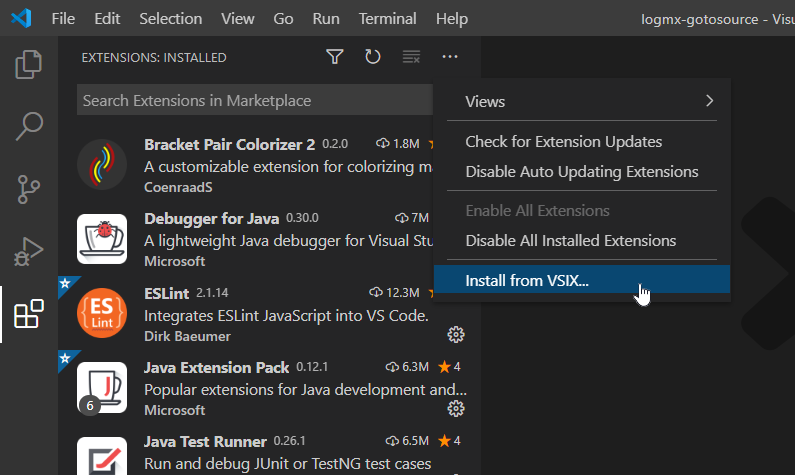 File Edit Selection View Go Run Terminal Help logmx-gotosource - Visu
EXTENSIONS: INSTALLED
Search Extensions in Marketplace
Views
Check for Extension Updates
Disable Auto Updating Extensions
Enable All Extensions
Disable All Installed Extensions
Install from VSIX...
Bracket Pair Colorizer 2 0.2.0 1.8M
A customizable extension for colorizing ma
CoenraadS
Debugger for Java 0.30.0 7M
A lightweight Java debugger for Visual Stu
Microsoft
ES
Lint
ESLint 2.1.14 12.3M
Integrates ESLint JavaScript into VS Code.
Dirk Baeumer
J
6
Java Extension Pack 0.12.1 6.3M 4
Popular extensions for Java development and...
Microsoft
Java Test Runner 0.26.1 6.5M 4
Run and debug JUnit or TestNG test cases